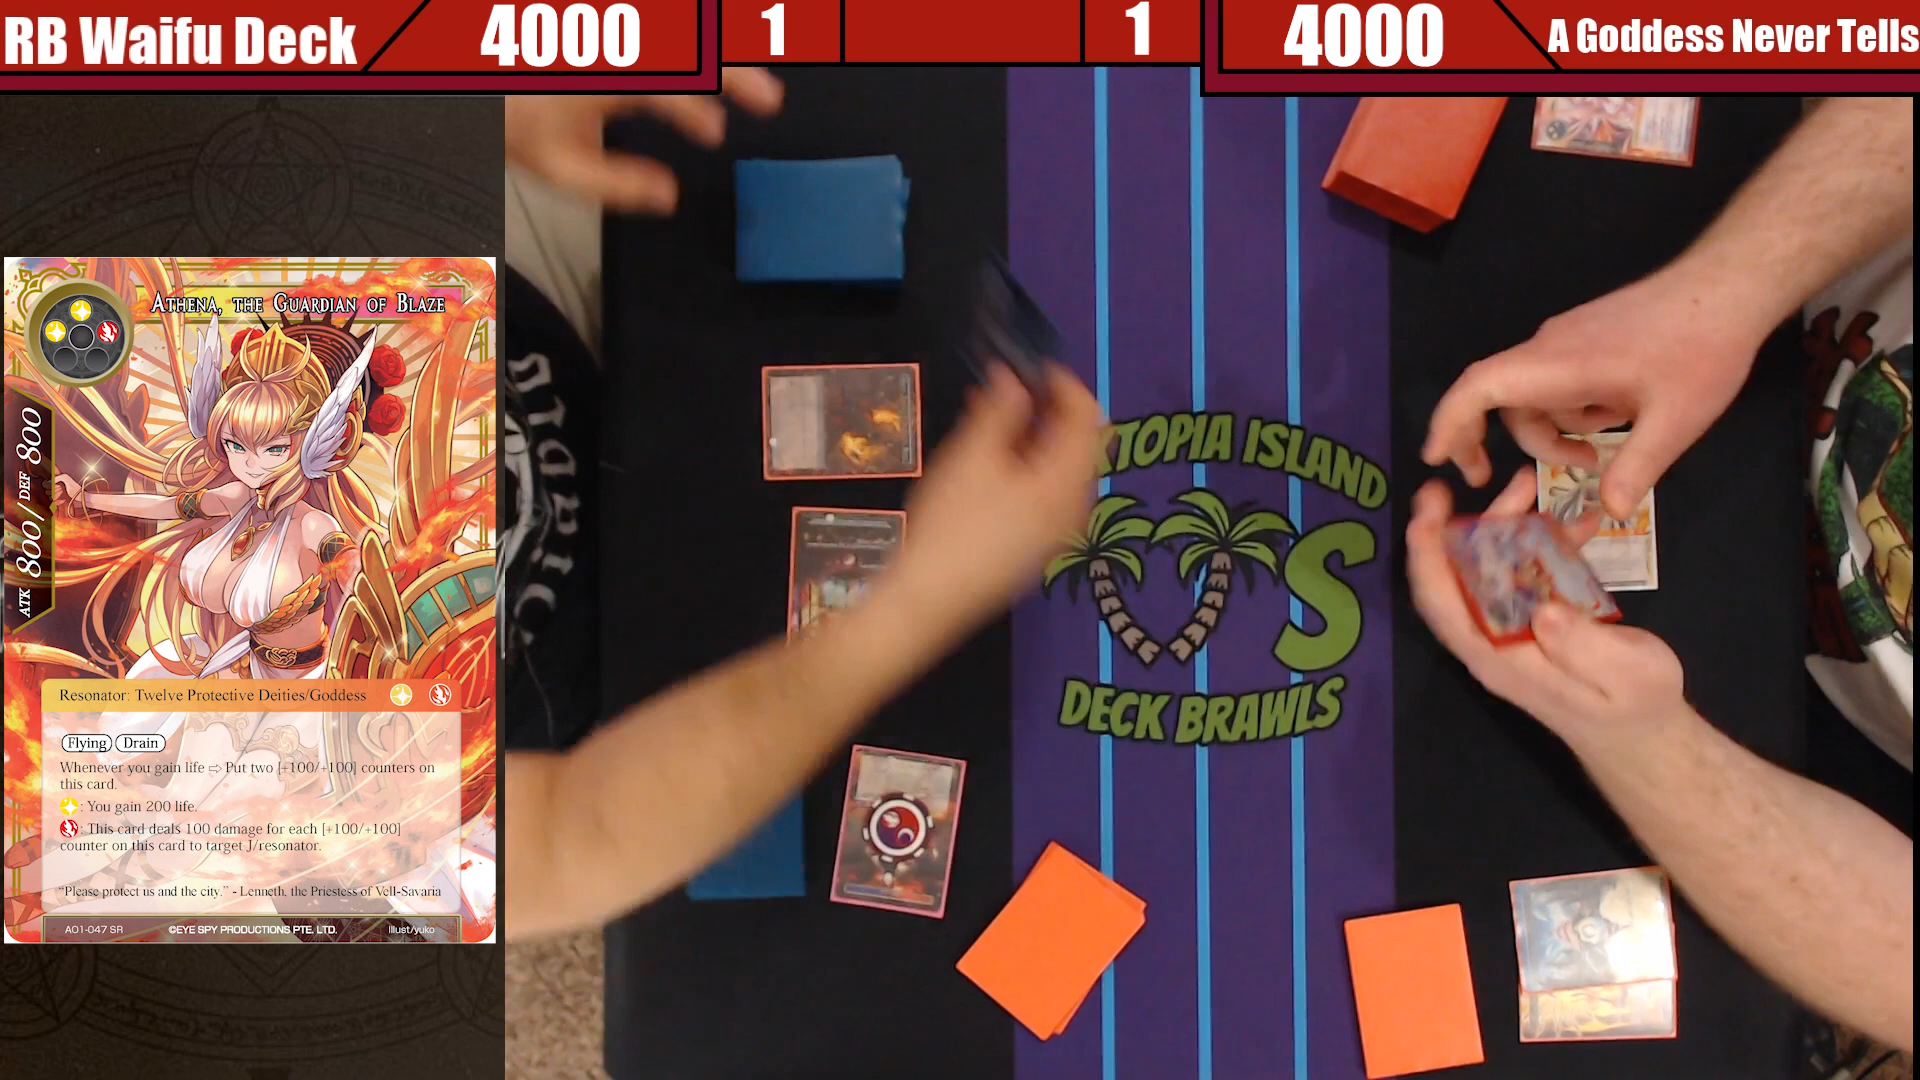 RB Waifu Deck
4000
1
1
4000
A Goddess Never Tells
ATHENA, THE GUARDIAN OF BLAZE
ATK 800 / DEF 800
Resonator: Twelve Protective Deities/Goddess
Flying Drain
Whenever you gain life ⇨ Put two [+100/+100] counters on
this card.
: You gain 200 life.
: This card deals 100 damage for each [+100/+100]
counter on this card to target J/resonator.
"Please protect us and the city." - Lenneth, the Priestess of Vell-Savaria
AO1-047 SR
©EYE SPY PRODUCTIONS PTE. LTD.
Illust/yuko
TOPIA ISLAND
S
DECK BRAWLS